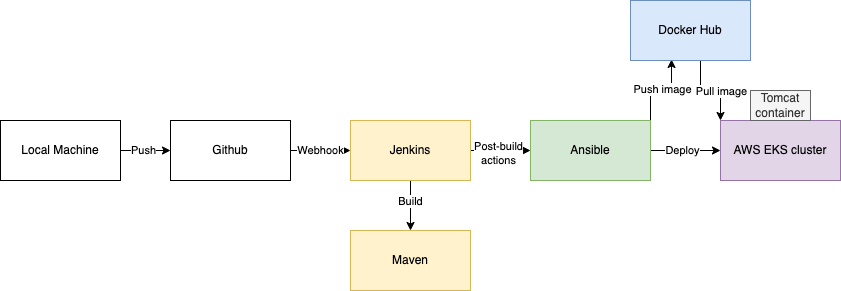 Docker Hub
Push image
Pull image
Tomcat
container
Local Machine
Push
Github
Webhook
Jenkins
Post-build
actions
Ansible
Deploy
AWS EKS cluster
Build
Maven